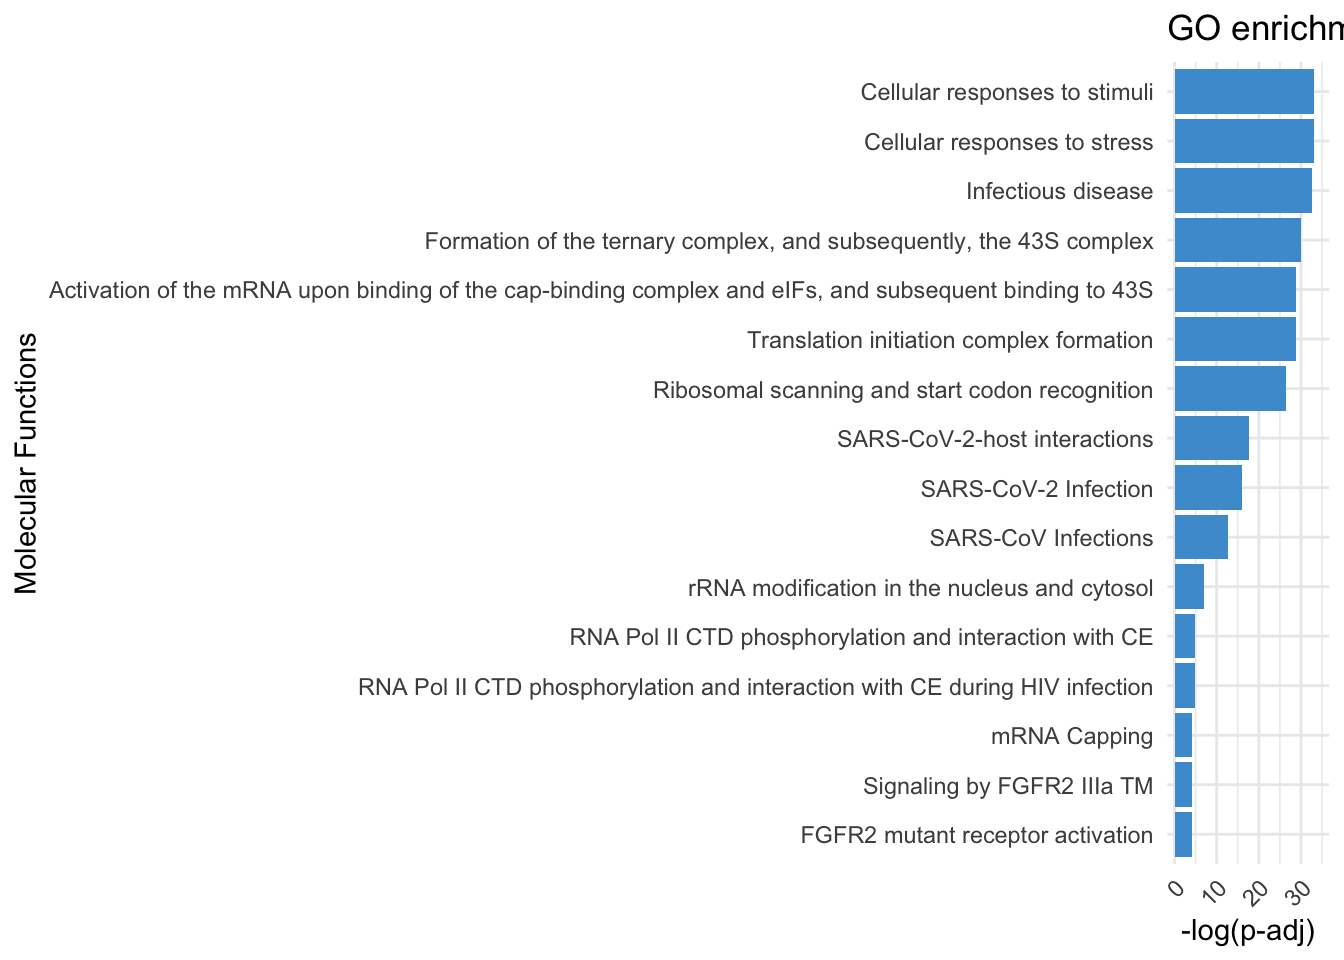 GO enrichm
Cellular responses to stimuli
Cellular responses to stress
Infectious disease
Formation of the ternary complex, and subsequently, the 43S complex
Activation of the mRNA upon binding of the cap-binding complex and eIFs, and subsequent binding to 43S
Translation initiation complex formation
Ribosomal scanning and start codon recognition
SARS-CoV-2-host interactions
SARS-CoV-2 Infection
SARS-CoV Infections
rRNA modification in the nucleus and cytosol
RNA Pol II CTD phosphorylation and interaction with CE
RNA Pol II CTD phosphorylation and interaction with CE during HIV infection
mRNA Capping
Signaling by FGFR2 IIIa TM
FGFR2 mutant receptor activation
Molecular Functions
0 10 20 30
-log(p-adj)